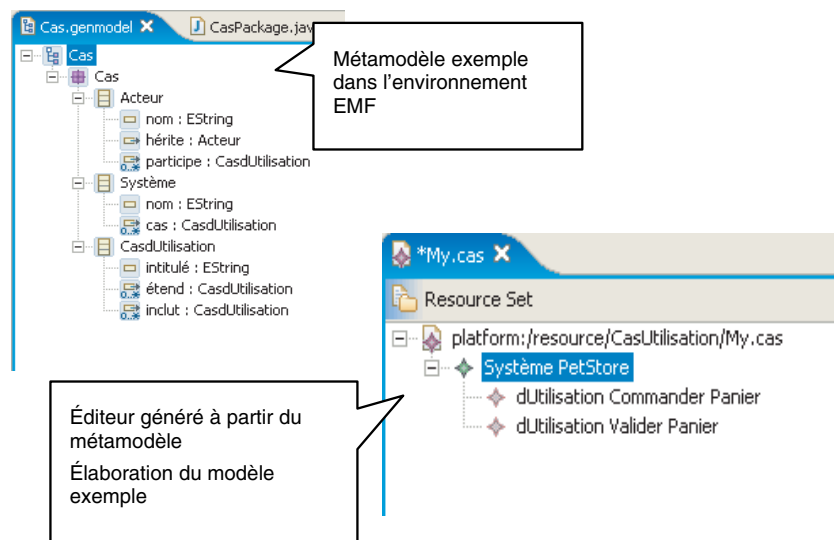 Cas.genmodel
CasPackage.jav
Cas
Cas
Acteur
nom : EString
hérite : Acteur
participe : CasdUtilisation
Système
nom : EString
cas : CasdUtilisation
CasdUtilisation
intitulé : EString
étend : CasdUtilisation
inclut : CasdUtilisation
Métamodèle exemple
dans l'environnement
EMF
*My.cas
Resource Set
platform:/resource/CasUtilisation/My.cas
Système PetStore
dUtilisation Commander Panier
dUtilisation Valider Panier
Éditeur généré à partir du
métamodèle
Élaboration du modèle
exemple